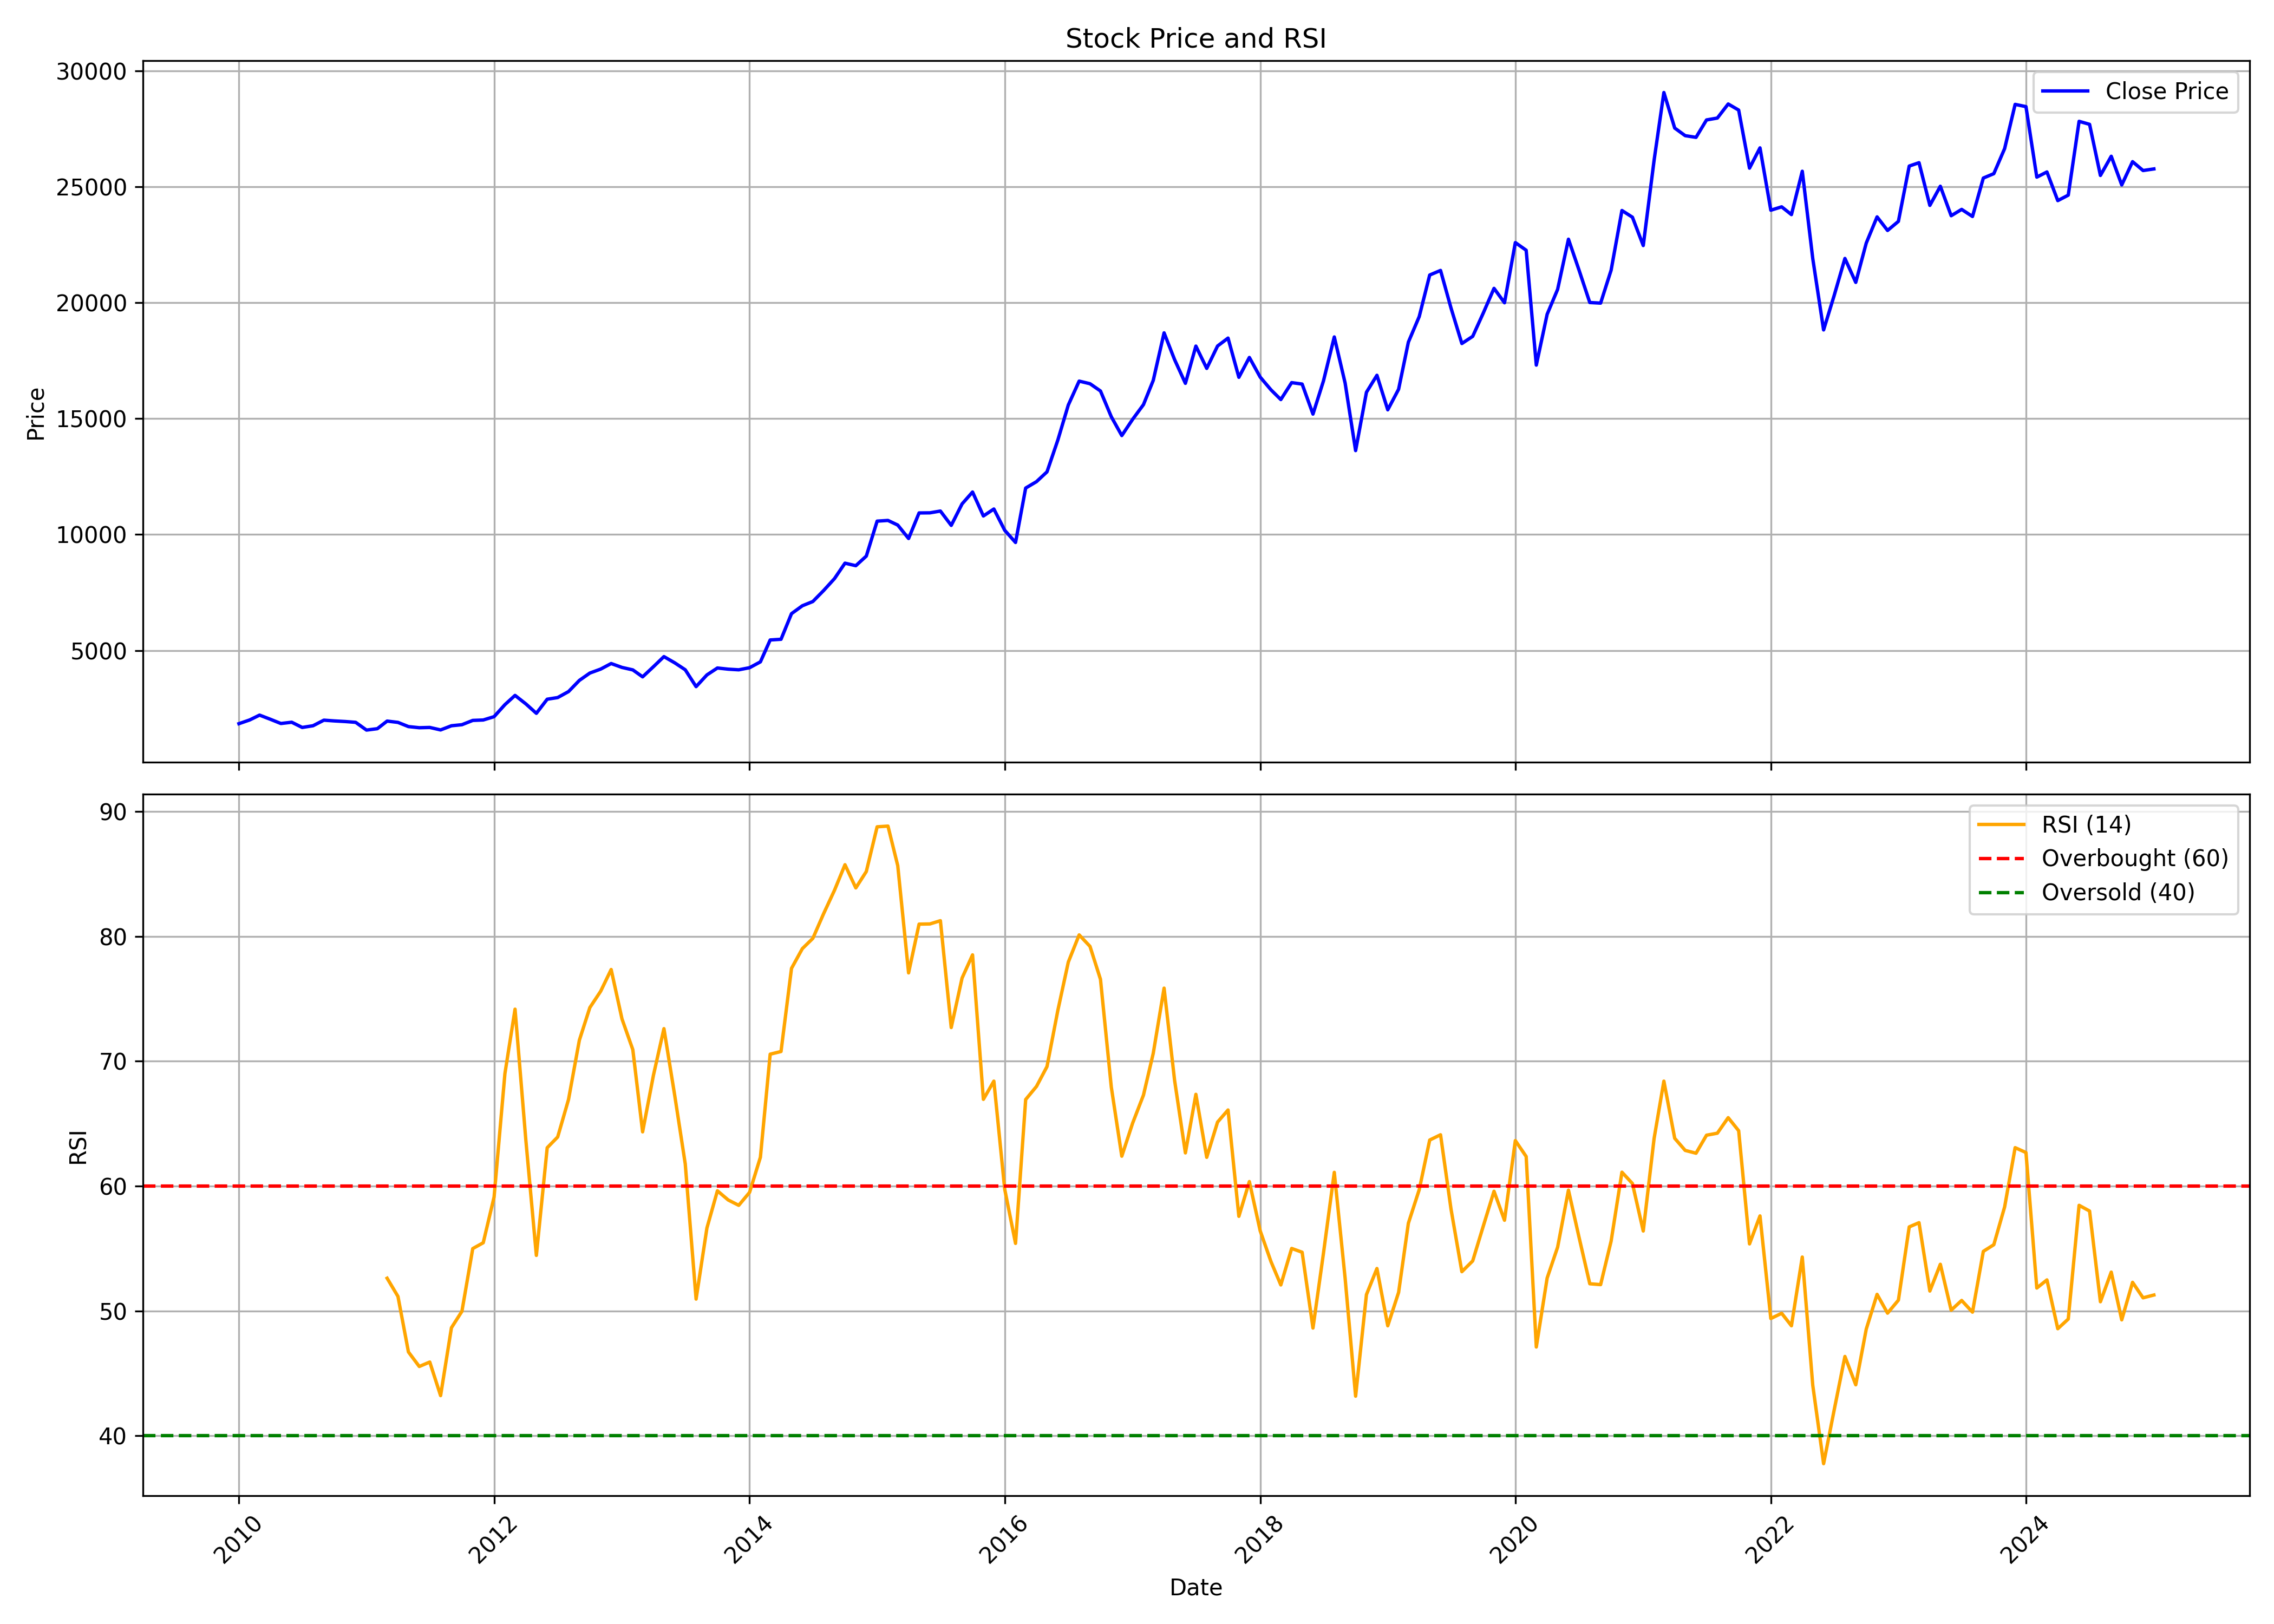 Stock Price and RSI
30000
25000
20000
15000
10000
5000
Price
Close Price
90
80
70
60
50
40
RSI
RSI (14)
Overbought (60)
Oversold (40)
2010
2012
2014
2016
2018
2020
2022
2024
Date